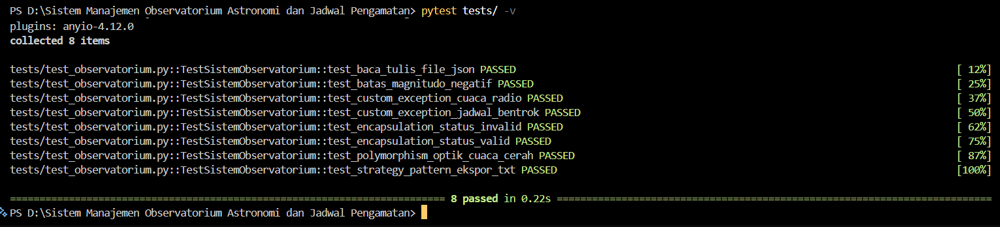 PS D:\Sistem Manajemen Observatorium Astronomi dan Jadwal Pengamatan> pytest tests/ -v
plugins: anyio-4.12.0
collected 8 items
tests/test_observatorium.py::TestSistemObservatorium::test_baca_tulis_file_json PASSED [ 12%]
tests/test_observatorium.py::TestSistemObservatorium::test_batas_magnitudo_negatif PASSED [ 25%]
tests/test_observatorium.py::TestSistemObservatorium::test_custom_exception_cuaca_radio PASSED [ 37%]
tests/test_observatorium.py::TestSistemObservatorium::test_custom_exception_jadwal_bentrok PASSED [ 50%]
tests/test_observatorium.py::TestSistemObservatorium::test_encapsulation_status_invalid PASSED [ 62%]
tests/test_observatorium.py::TestSistemObservatorium::test_encapsulation_status_valid PASSED [ 75%]
tests/test_observatorium.py::TestSistemObservatorium::test_polymorphism_optik_cuaca_cerah PASSED [ 87%]
tests/test_observatorium.py::TestSistemObservatorium::test_strategy_pattern_ekspor_txt PASSED [100%]
========================================================================== 8 passed in 0.22s ==========================================================================
PS D:\Sistem Manajemen Observatorium Astronomi dan Jadwal Pengamatan>